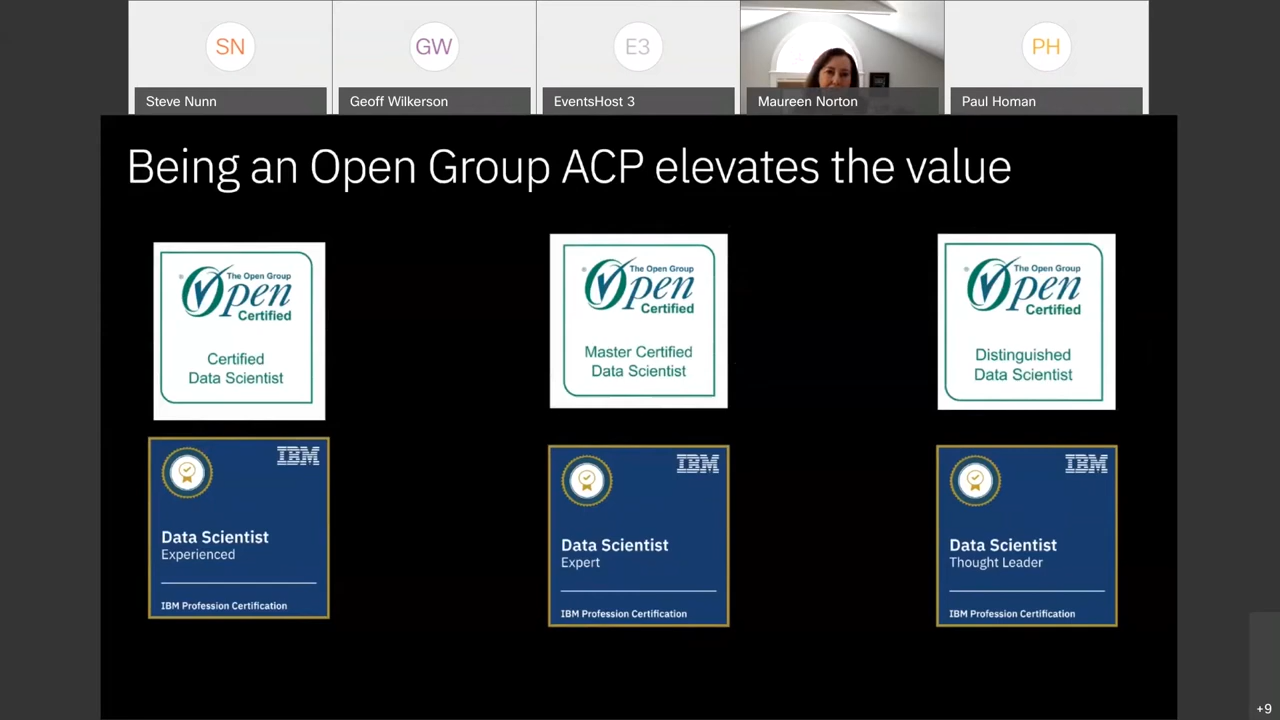 SN
GW
E3
PH
Steve Nunn
Geoff Wilkerson
EventsHost 3
Maureen Norton
Paul Homan
Being an Open Group ACP elevates the value
®
The Open Group
Open
Certified
Certified
Data Scientist
®
The Open Group
Open
Certified
Master Certified
Data Scientist
®
The Open Group
Open
Certified
Distinguished
Data Scientist
IBM
Data Scientist
Experienced
IBM Profession Certification
IBM
Data Scientist
Expert
IBM Profession Certification
IBM
Data Scientist
Thought Leader
IBM Profession Certification
+9